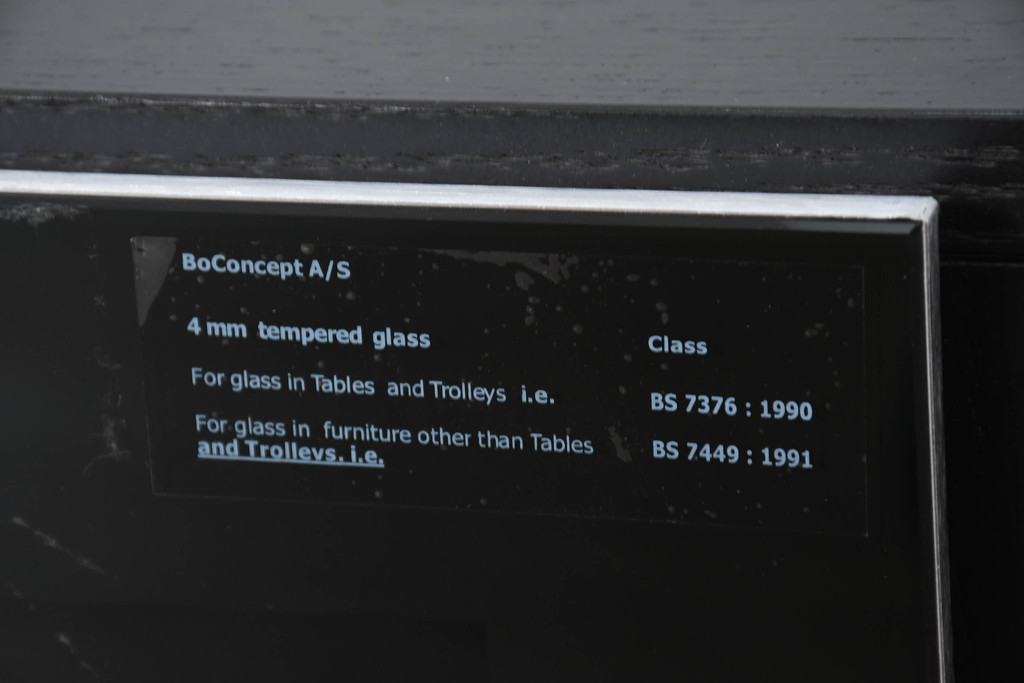 BoConcept A/S
4 mm tempered glass Class
For glass in Tables and Trolleys i.e. BS 7376 : 1990
For glass in furniture other than Tables BS 7449 : 1991
and Trolleys. i.e.